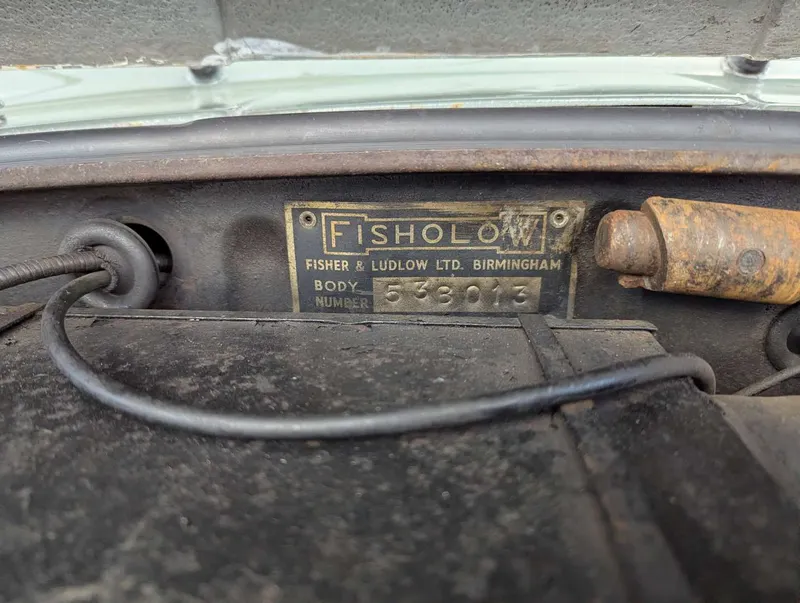 FISHOLOW
FISHER & LUDLOW LTD. BIRMINGHAM
BODY
NUMBER 538013